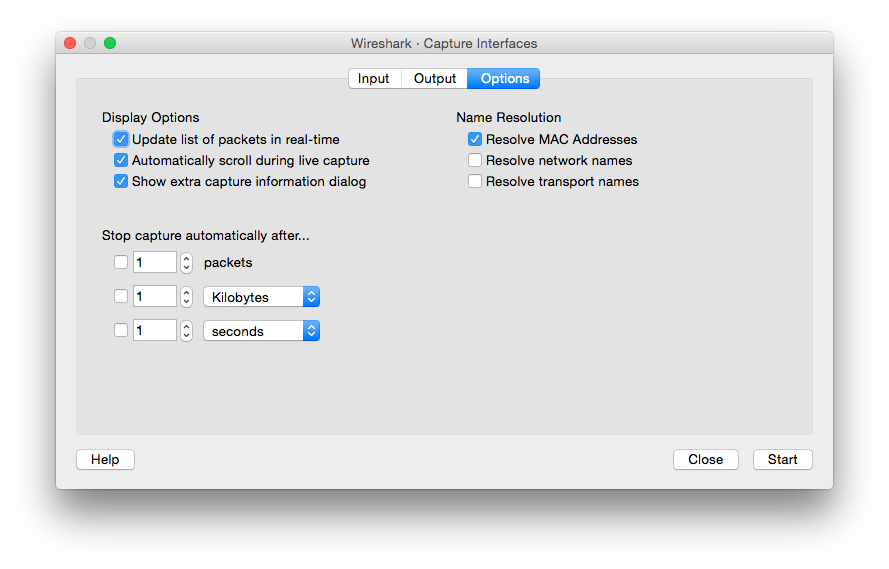 Wireshark · Capture Interfaces
Input Output Options
Display Options
Update list of packets in real-time
Automatically scroll during live capture
Show extra capture information dialog
Name Resolution
Resolve MAC Addresses
Resolve network names
Resolve transport names
Stop capture automatically after...
1 packets
1 Kilobytes
1 seconds
Help Close Start